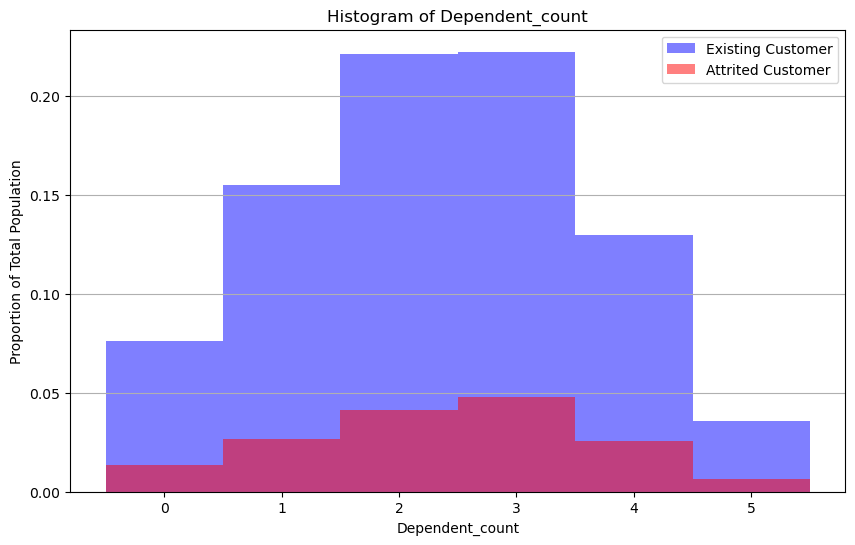 Histogram of Dependent_count
Existing Customer
Attrited Customer
Proportion of Total Population
0.20
0.15
0.10
0.05
0.00
0 1 2 3 4 5
Dependent_count